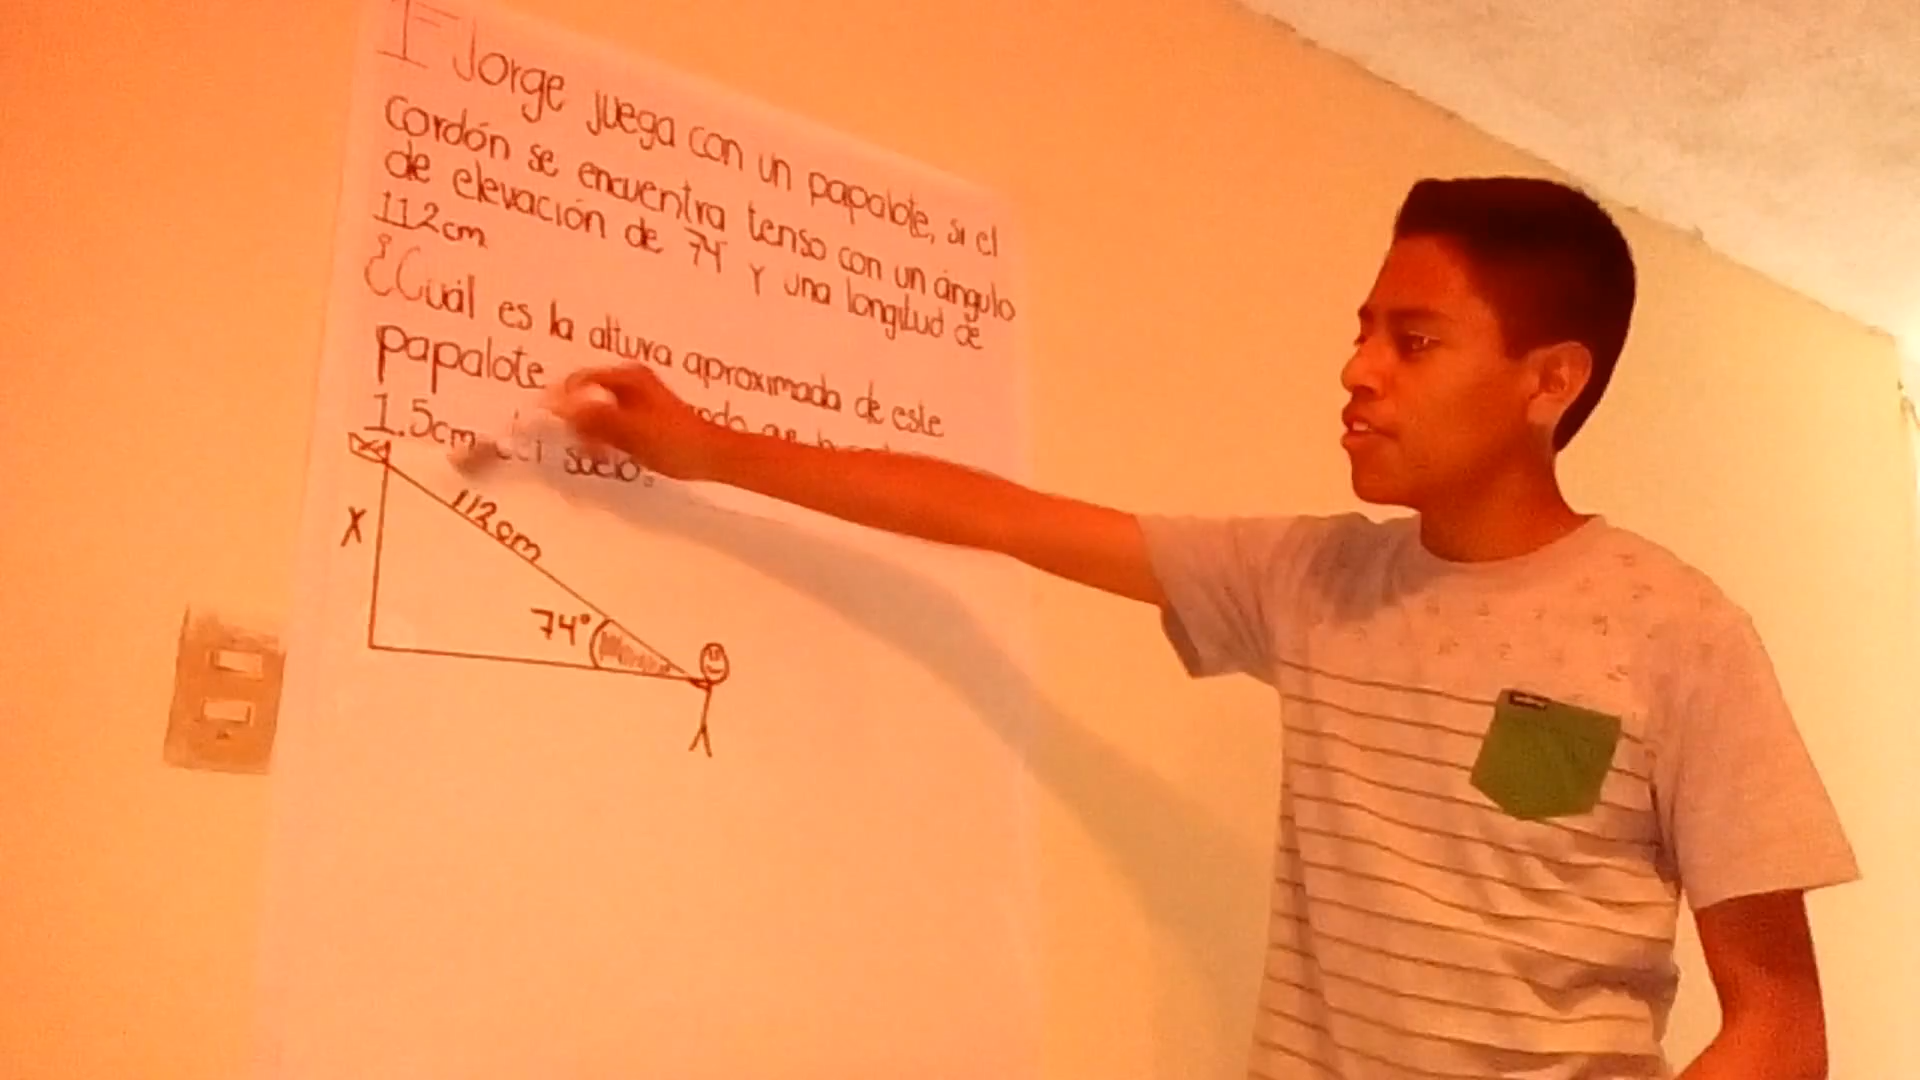 Jorge juega con un papalote, si el
cordón se encuentra tenso con un ángulo
de elevación de 74° y una longitud de
112cm
¿Cuál es la altura aproximada de este
papalote
1.5cm del suelo.
X
112cm
74°